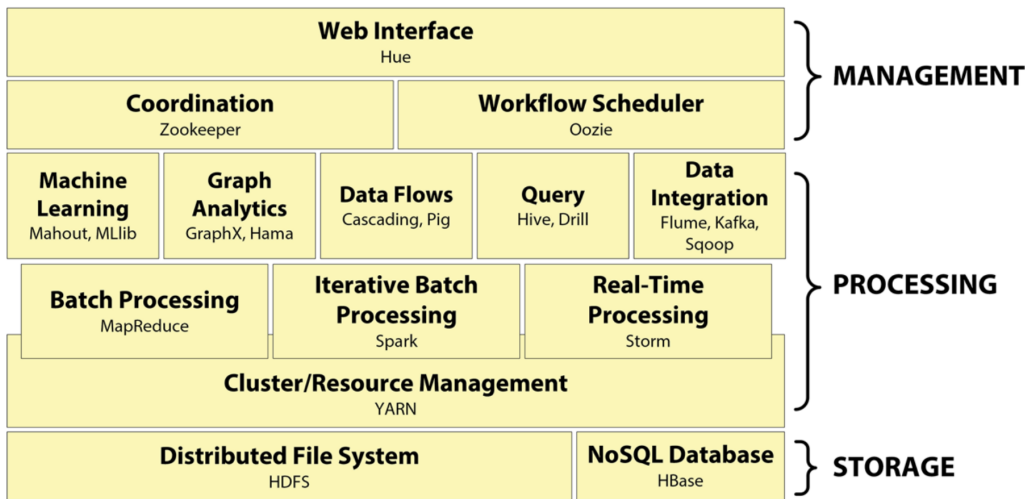 Web Interface
Hue
MANAGEMENT
Coordination
Zookeeper
Workflow Scheduler
Oozie
Machine
Learning
Mahout, MLlib
Graph
Analytics
GraphX, Hama
Data Flows
Cascading, Pig
Query
Hive, Drill
Data
Integration
Flume, Kafka,
Sqoop
PROCESSING
Batch Processing
MapReduce
Iterative Batch
Processing
Spark
Real-Time
Processing
Storm
Cluster/Resource Management
YARN
Distributed File System
HDFS
NoSQL Database
HBase
STORAGE